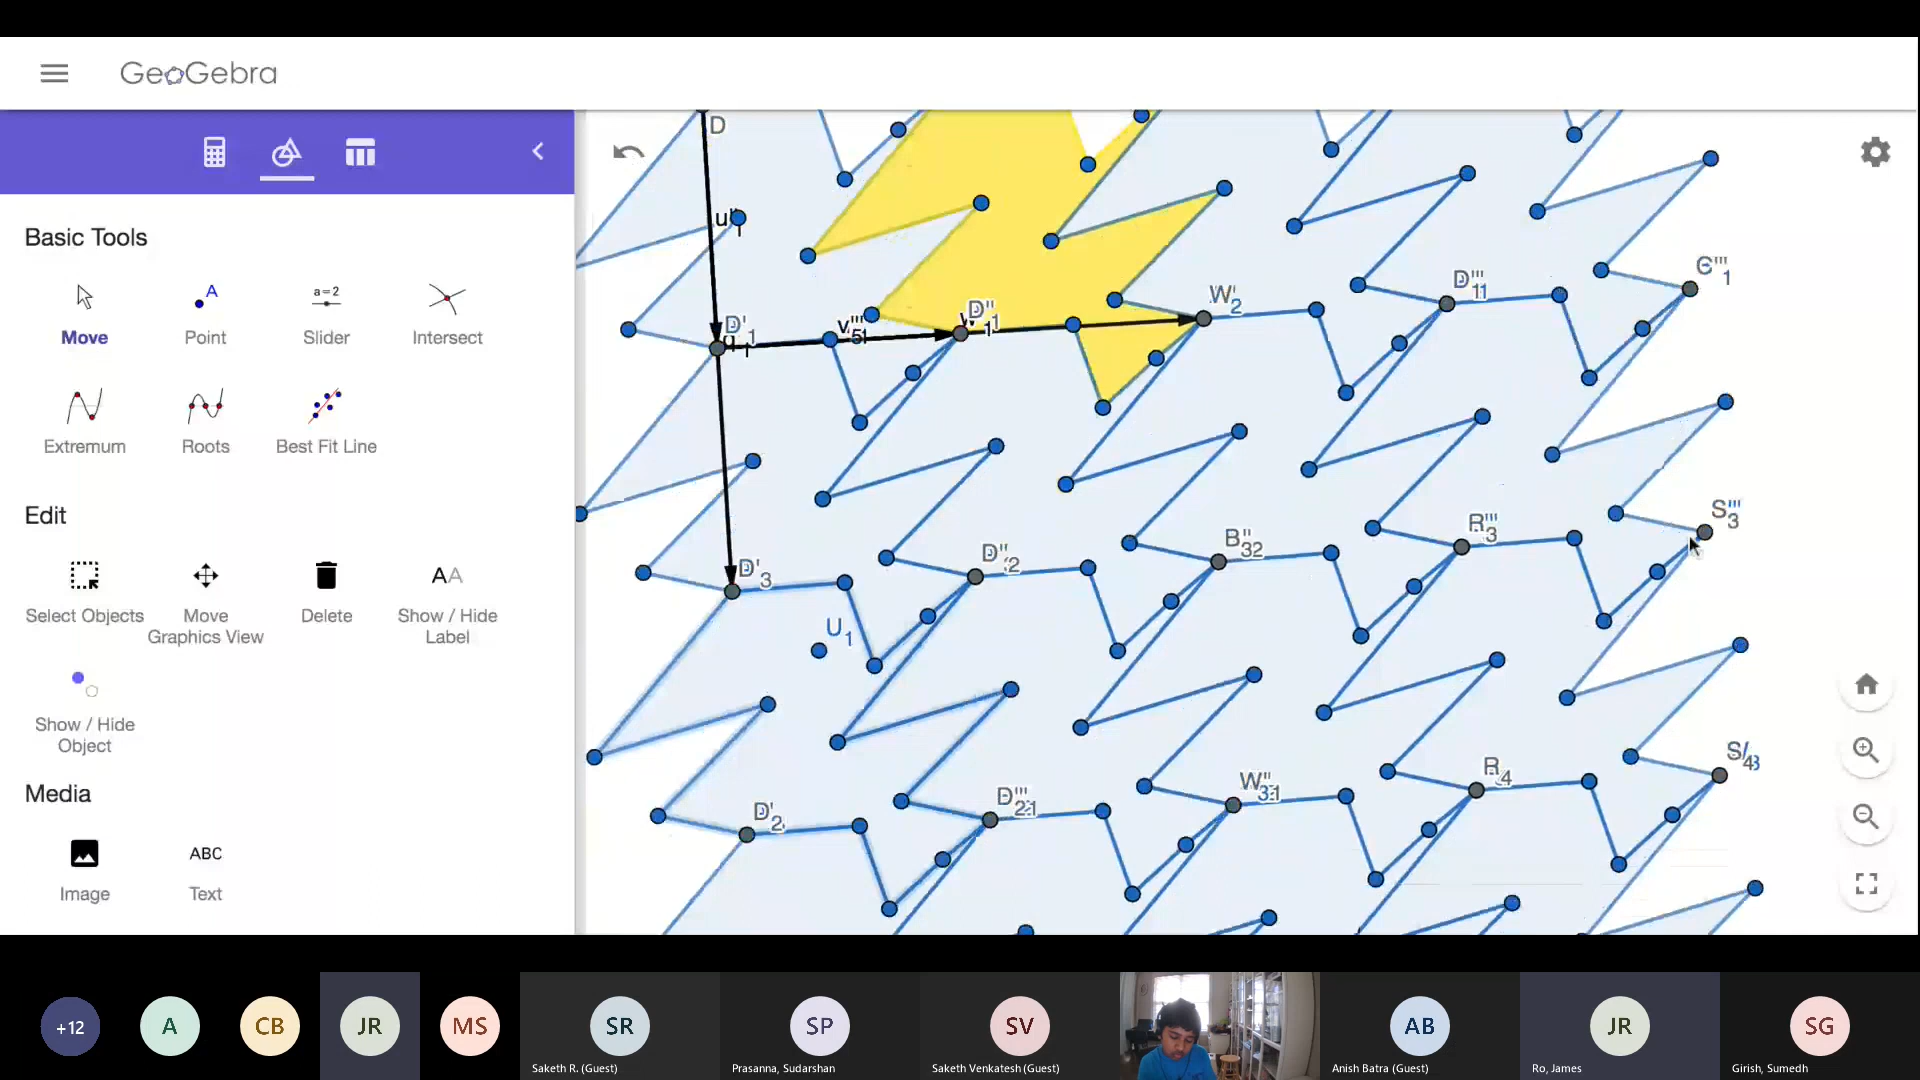 GeoGebra
Basic Tools
Move
Point
A
Slider
a=2
Intersect
Extremum
Roots
Best Fit Line
Edit
Select Objects
Move
Graphics View
Delete
AA
Show / Hide
Label
Show / Hide
Object
Media
Image
ABC
Text
D
D'₁
W'₂
D'''₁₁
D''₁
D'₃
U₁
D''₂
B''₃₂
R'''₃
S'''₃
D'₂
D'''₂₁
W''₃₁
R₄
+12
A
CB
JR
MS
SR
Saketh R. (Guest)
SP
Prasanna, Sudarshan
SV
Saketh Venkatesh (Guest)
AB
Anish Batra (Guest)
JR
Ro, James
SG
Girish, Sumedh